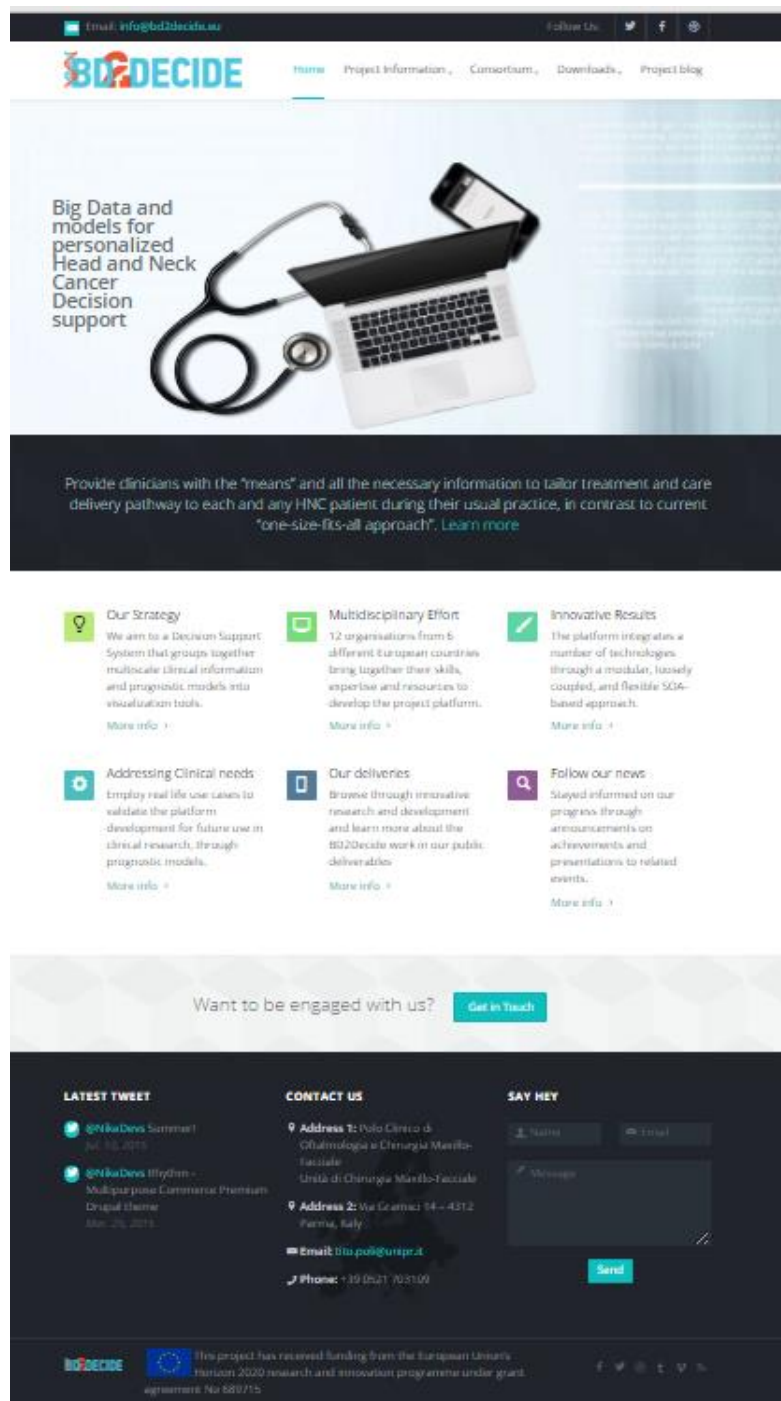 Email: info@bd2decide.eu
Follow Us:
BD2DECIDE
Home Project Information Consortium Downloads Project blog
Big Data and
models for
personalized
Head and Neck
Cancer
Decision
support
Provide clinicians with the "means" and all the necessary information to tailor treatment and care
delivery pathway to each and any HNC patient during their usual practice, in contrast to current
"one-size-fits-all approach". Learn more
Our Strategy
We aim to a Decision Support
System that groups together
multiscale clinical information
and prognostic models into
visualization tools.
More info ›
Multidisciplinary Effort
12 organisations from 6
different European countries
bring together their skills,
expertise and resources to
develop the project platform.
More info ›
Innovative Results
The platform integrates a
number of technologies
through a modular, loosely
coupled, and flexible SOA-
based approach.
More info ›
Addressing Clinical needs
Employ real life use cases to
validate the platform
development for future use in
clinical research, through
prognostic models.
More info ›
Our deliveries
Browse through innovative
research and development
and learn more about the
BD2Decide work in our public
deliverables
More info ›
Follow our news
Stayed informed on our
progress through
announcements on
achievements and
presentations to related
events.
More info ›
Want to be engaged with us? Get in Touch
LATEST TWEET
@NikaDevs Summer!
@NikaDevs Rhythm -
Multipurpose Commerce Premium
Drupal theme
CONTACT US
Address 1: Polo Clinico di
Oftalmologia e Chirurgia Maxillo-
Facciale
Unità di Chirurgia Maxillo-Facciale
Address 2: Via Gramsci 14 – 4312
Parma, Italy
Email: tito.poli@unipr.it
Phone: +39 0521 703109
SAY HEY
Name Email
Message
Send
BD2DECIDE
This project has received funding from the European Union's
Horizon 2020 research and innovation programme under grant
agreement No 689715